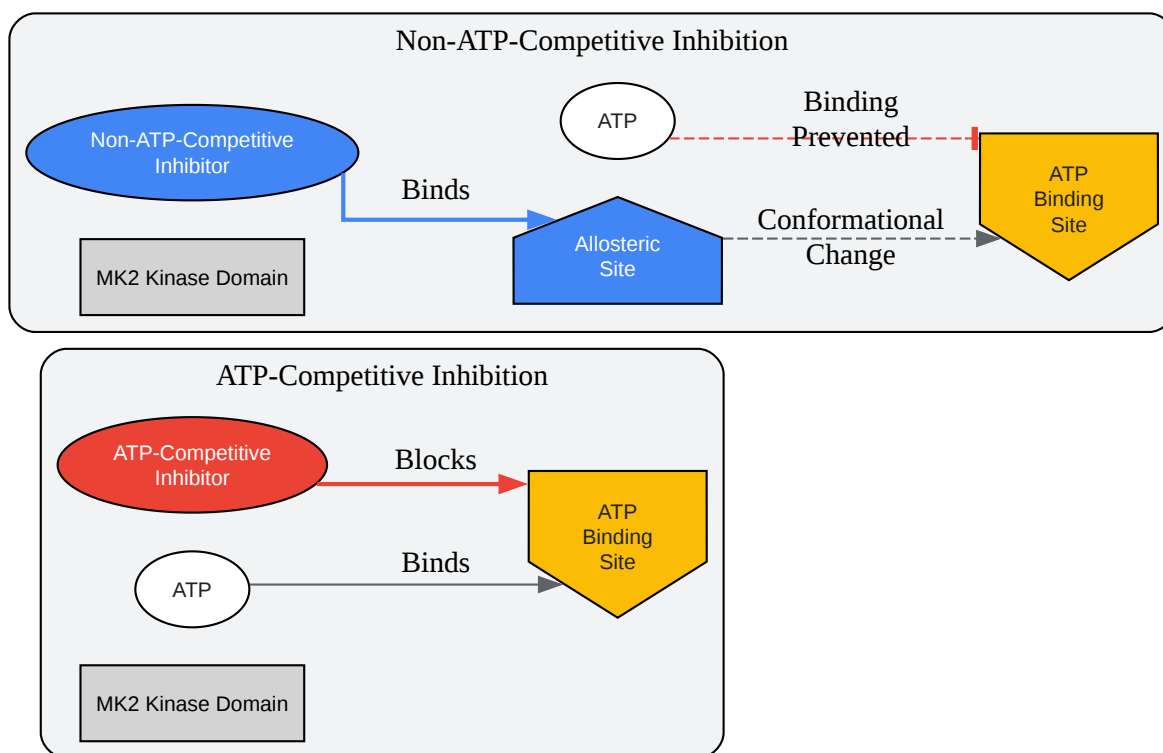 Non-ATP-Competitive Inhibition
Non-ATP-Competitive
Inhibitor
Binds
ATP
Binding
Prevented
ATP
Binding
Site
Allosteric
Site
Conformational
Change
MK2 Kinase Domain
ATP-Competitive Inhibition
ATP-Competitive
Inhibitor
Blocks
ATP
Binding
Site
ATP
Binds
MK2 Kinase Domain